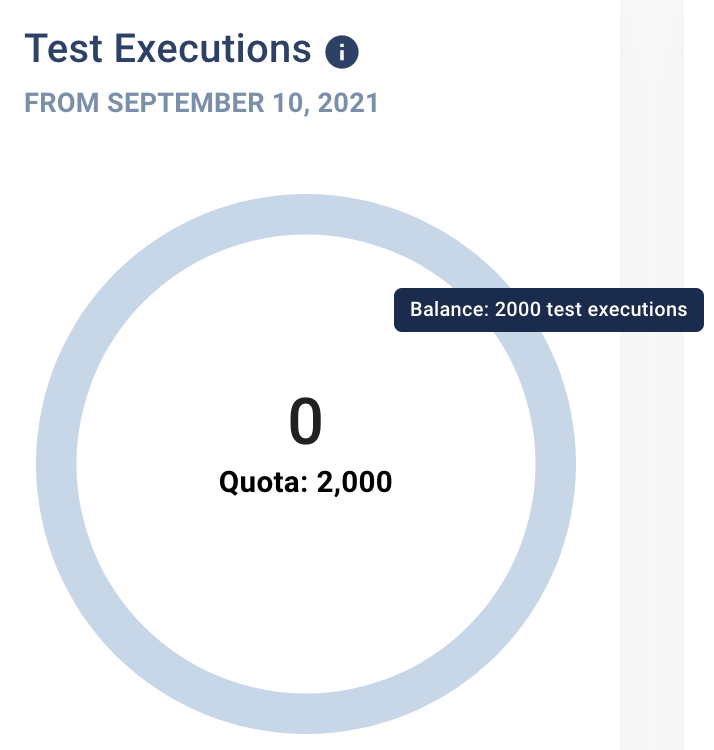 Test Executions
FROM SEPTEMBER 10, 2021
Balance: 2000 test executions
0
Quota: 2,000